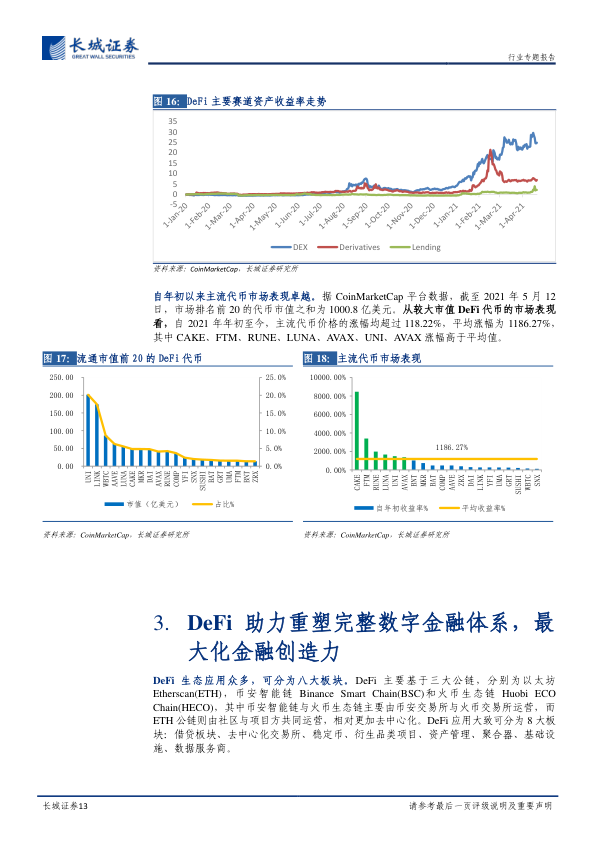 长城证券
GREAT WALL SECURITIES
行业专题报告
图 16: DeFi 主要赛道资产收益率走势
35
30
25
20
15
10
5
0
-5
1-Jan-20 1-Feb-20 1-Mar-20 1-Apr-20 1-May-20 1-Jun-20 1-Jul-20 1-Aug-20 1-Sep-20 1-Oct-20 1-Nov-20 1-Dec-20 1-Jan-21 1-Feb-21 1-Mar-21 1-Apr-21
DEX Derivatives Lending
资料来源：CoinMarketCap，长城证券研究所
自年初以来主流代币市场表现卓越。据 CoinMarketCap 平台数据，截至 2021 年 5 月 12
日，市场排名前 20 的代币市值之和为 1000.8 亿美元。从较大市值 DeFi 代币的市场表现
看，自 2021 年年初至今，主流代币价格的涨幅均超过 118.22%，平均涨幅为 1186.27%，
其中 CAKE、FTM、RUNE、LUNA、AVAX、UNI、AVAX 涨幅高于平均值。
图 17: 流通市值前 20 的 DeFi 代币
250.00
200.00
150.00
100.00
50.00
0.00
25.0%
20.0%
15.0%
10.0%
5.0%
0.0%
UNI LINK WBTC AAVE LUNA CAKE MKR DAI AVAX RUNE COMP YFI SNX SUSHI BAT GRT UMA FTM BNT ZRX
市值（亿美元） 占比%
资料来源：CoinMarketCap，长城证券研究所
图 18: 主流代币市场表现
10000.00%
8000.00%
6000.00%
4000.00%
2000.00%
0.00%
1186.27%
CAKE FTM RUNE LUNA UNI AVAX BNT MKR BAT COMP AAVE ZRX DAI LINK YFI UMA GRT SUSHI WBTC SNX
自年初收益率% 平均收益率%
资料来源：CoinMarketCap，长城证券研究所
3. DeFi 助力重塑完整数字金融体系，最
大化金融创造力
DeFi 生态应用众多，可分为八大板块。DeFi 主要基于三大公链，分别为以太坊
Etherscan(ETH)，币安智能链 Binance Smart Chain(BSC)和火币生态链 Huobi ECO
Chain(HECO)，其中币安智能链与火币生态链主要由币安交易所与火币交易所运营，而
ETH 公链则由社区与项目方共同运营，相对更加去中心化。DeFi 应用大致可分为 8 大板
块：借贷板块、去中心化交易所、稳定币、衍生品类项目、资产管理、聚合器、基础设
施、数据服务商。
长城证券13
请参考最后一页评级说明及重要声明